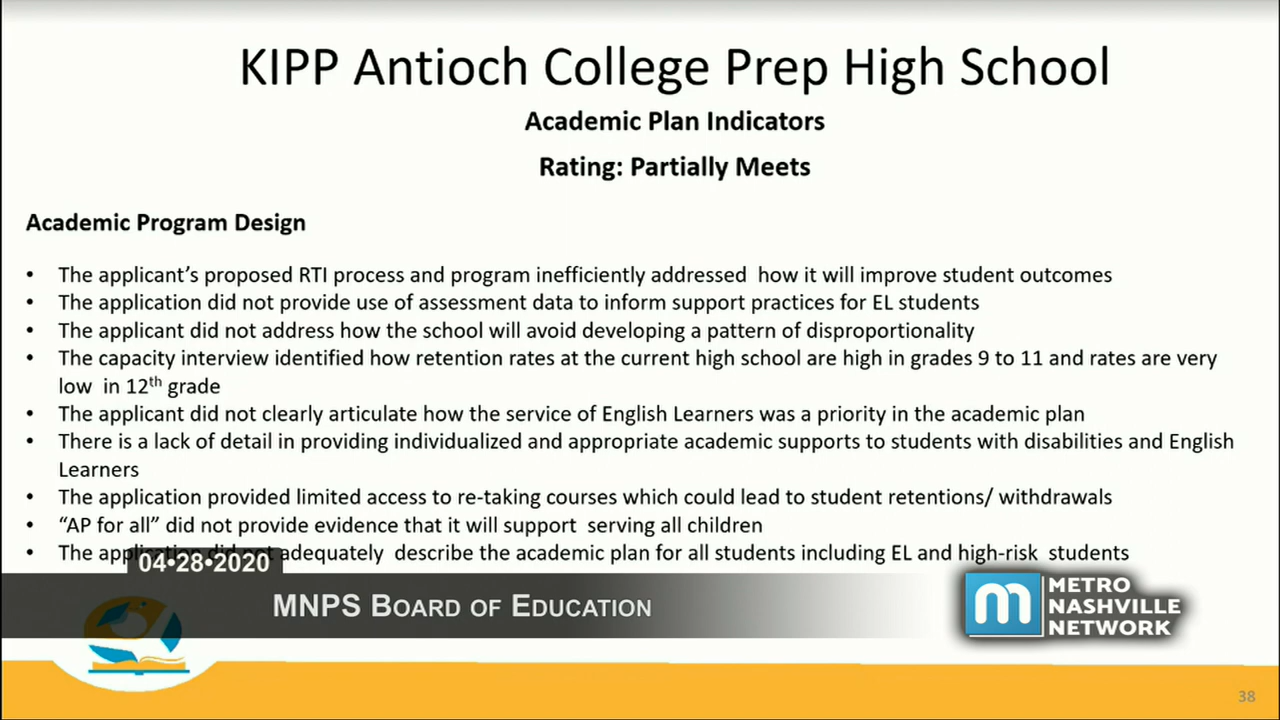 KIPP Antioch College Prep High School
Academic Plan Indicators
Rating: Partially Meets
Academic Program Design
• The applicant’s proposed RTI process and program inefficiently addressed how it will improve student outcomes
• The application did not provide use of assessment data to inform support practices for EL students
• The applicant did not address how the school will avoid developing a pattern of disproportionality
• The capacity interview identified how retention rates at the current high school are high in grades 9 to 11 and rates are very
low in 12th grade
• The applicant did not clearly articulate how the service of English Learners was a priority in the academic plan
• There is a lack of detail in providing individualized and appropriate academic supports to students with disabilities and English
Learners
• The application provided limited access to re-taking courses which could lead to student retentions/ withdrawals
• “AP for all” did not provide evidence that it will support serving all children
• The adequately describe the academic plan for all students including EL and high-risk students
04•28•2020
MNPS Board of Education
m
METRO
NASHVILLE
NETWORK
38